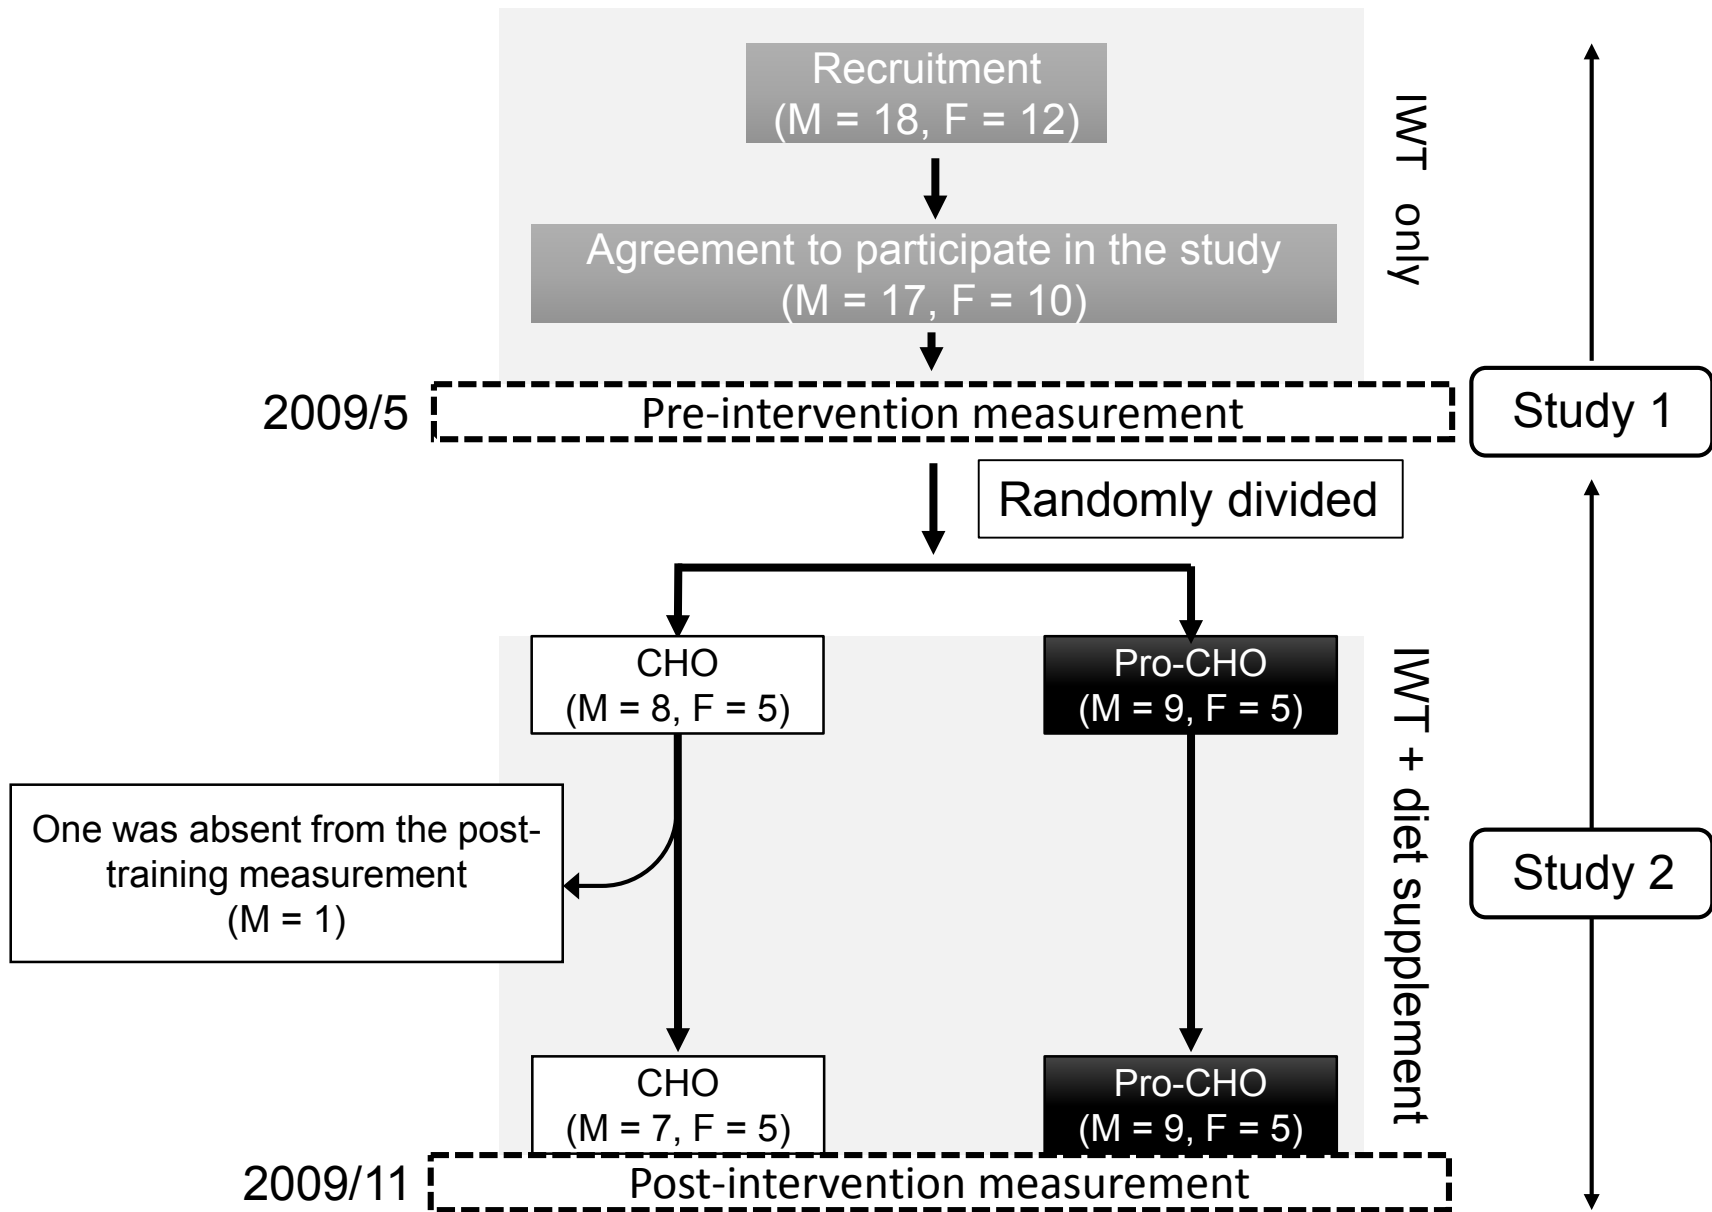 Recruitment
(M = 18, F = 12)
IWT only
Agreement to participate in the study
(M = 17, F = 10)
2009/5
Pre-intervention measurement
Study 1
Randomly divided
CHO
(M = 8, F = 5)
Pro-CHO
(M = 9, F = 5)
IWT + diet supplement
One was absent from the post-
training measurement
(M = 1)
Study 2
CHO
(M = 7, F = 5)
Pro-CHO
(M = 9, F = 5)
2009/11
Post-intervention measurement